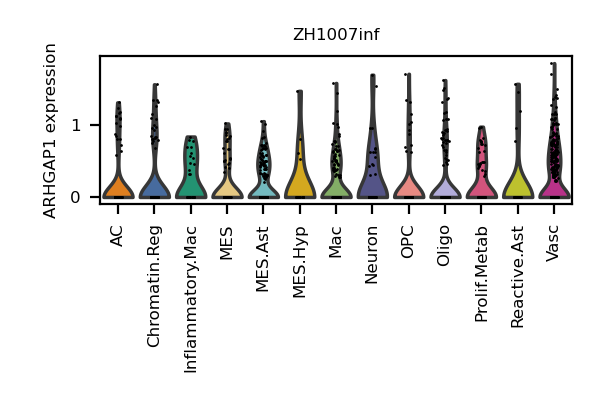 ZH1007inf
ARHGAP1 expression
1
0
AC
Chromatin.Reg
Inflammatory.Mac
MES
MES.Ast
MES.Hyp
Mac
Neuron
OPC
Oligo
Prolif.Metab
Reactive.Ast
Vasc